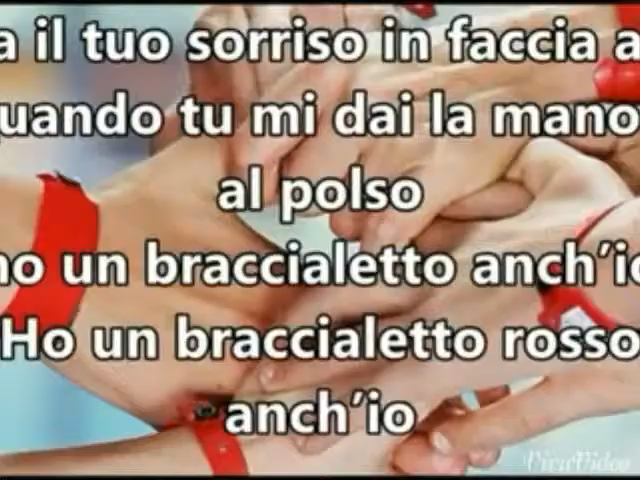 a il tuo sorriso in faccia a
uando tu mi dai la mano
al polso
ho un braccialetto anch'io
Ho un braccialetto rosso
anch'io
VivaVideo